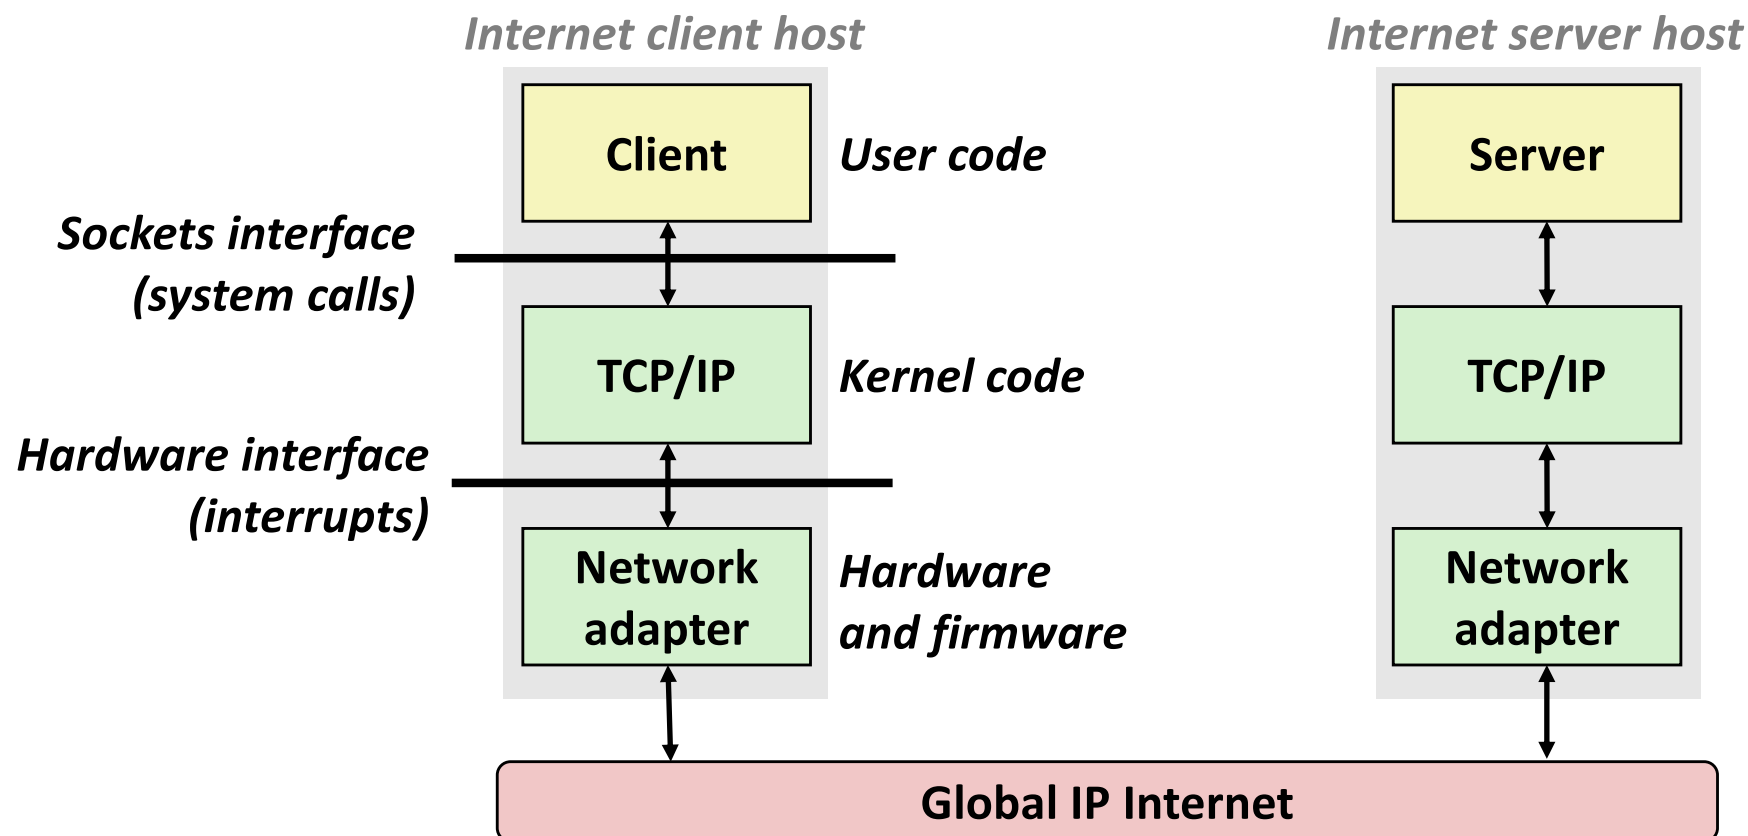 Internet client host
Internet server host
Client
User code
Server
Sockets interface
(system calls)
TCP/IP
Kernel code
TCP/IP
Hardware interface
(interrupts)
Network
adapter
Hardware
and firmware
Network
adapter
Global IP Internet